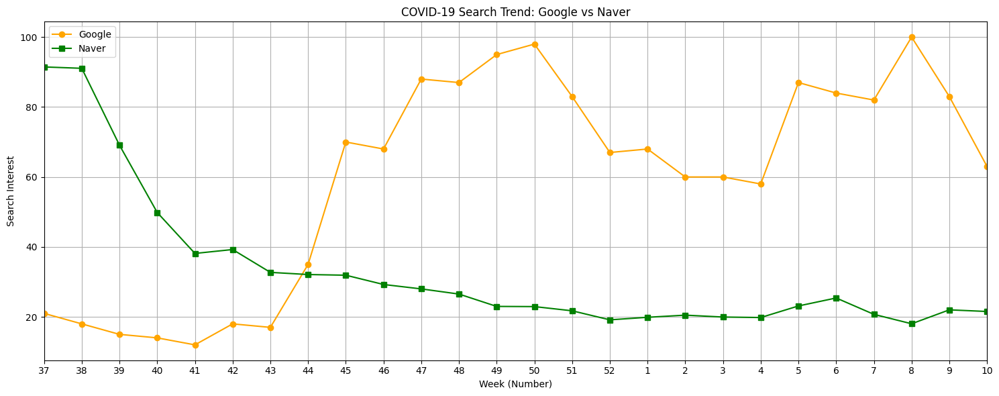 COVID-19 Search Trend: Google vs Naver
Google
Naver
Search Interest
100
80
60
40
20
37 38 39 40 41 42 43 44 45 46 47 48 49 50 51 52 1 2 3 4 5 6 7 8 9 10
Week (Number)